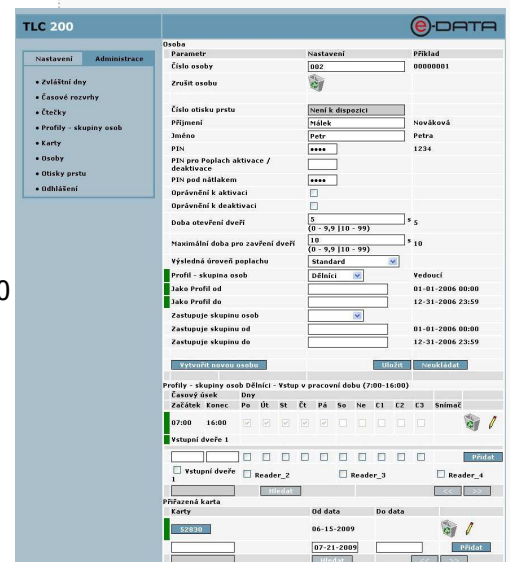 TLC 200
e-DATA
Nastavení Administrace
• Zvláštní dny
• Časové rozvrhy
• Čtečky
• Profily - skupiny osob
• Karty
• Osoby
• Otisky prstu
• Odhlášení
0
Osoba
Parametr Nastavení Příklad
Číslo osoby 002 00000001
Zrušit osobu
Číslo otisku prstu Není k dispozici
Příjmení Málek Nováková
Jméno Petr Petra
PIN •••• 1234
PIN pro Poplach aktivace /
deaktivace
PIN pod nátlakem ••••
Oprávnění k aktivaci
Oprávnění k deaktivaci
Doba otevření dveří 5 s 5
(0 - 9,9 |10 - 99)
Maximální doba pro zavření dveří 10 s 10
(0 - 9,9 |10 - 99)
Výsledná úroveň poplachu Standard
Profil - skupina osob Dělníci Vedoucí
Jako Profil od 01-01-2006 00:00
Jako Profil do 12-31-2006 23:59
Zastupuje skupinu osob
Zastupuje skupinu od 01-01-2006 00:00
Zastupuje skupinu do 12-31-2006 23:59
Vytvořit novou osobu Uložit Neukládat
Profily - skupiny osob Dělníci - Vstup v pracovní dobu (7:00-16:00)
Časový úsek Dny
Začátek Konec Po Út St Čt Pá So Ne C1 C2 C3 Snímač
07:00 16:00
Vstupní dveře 1
Přidat
Vstupní dveře
1 Reader_2 Reader_3 Reader_4
Hledat << >>
Přiřazená karta
Karty Od data Do data
52830 06-15-2009
07-21-2009 Přidat
Hledat << >>